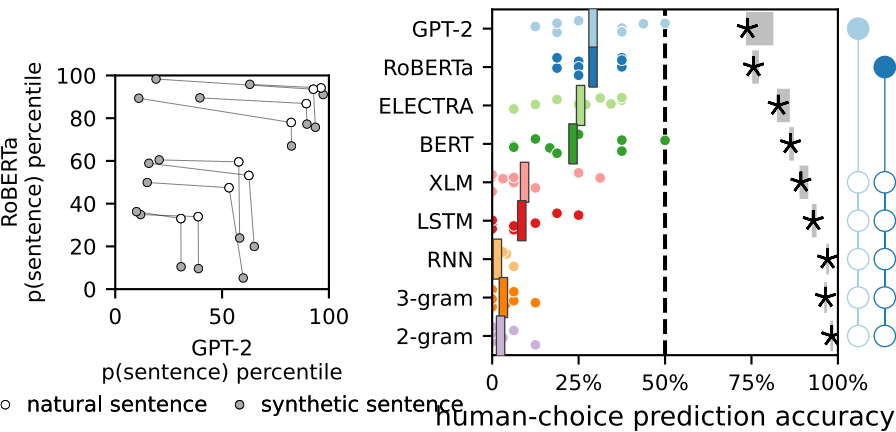 RoBERTa
p(sentence) percentile
100
80
60
40
20
0
0
50
100
GPT-2
p(sentence) percentile
natural sentence
synthetic sentence
GPT-2
RoBERTa
ELECTRA
BERT
XLM
LSTM
RNN
3-gram
2-gram
0
25%
50%
75%
100%
human-choice prediction accuracy